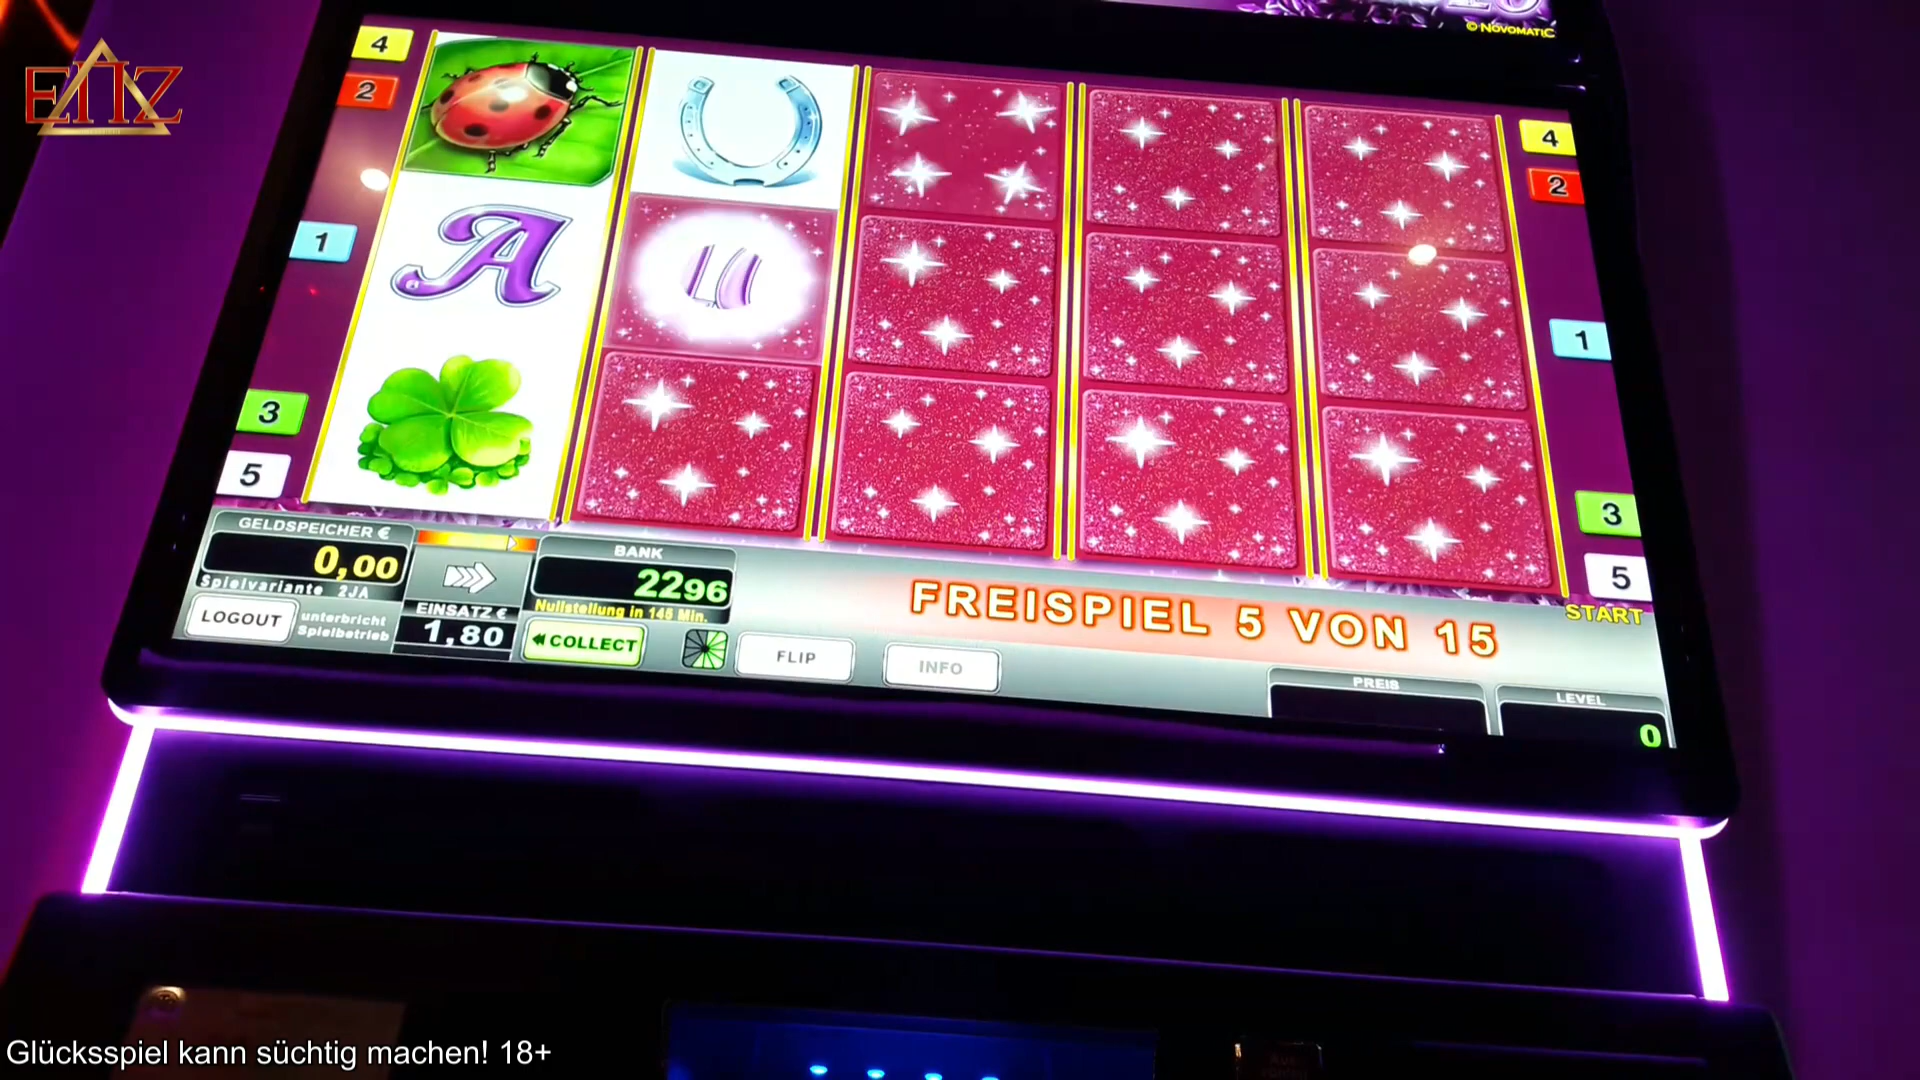 © NOVOMATIC
EΠZ
4
2
1
3
5
4
2
1
3
5
A
GELDSPEICHER €
0,00
Spielvariante 2JA
LOGOUT
unterbricht
Spielbetrieb
EINSATZ €
1,80
BANK
2296
Nullstellung in 145 Min.
COLLECT
FLIP
INFO
FREISPIEL 5 VON 15
START
PREIS
LEVEL
0
Glücksspiel kann süchtig machen! 18+